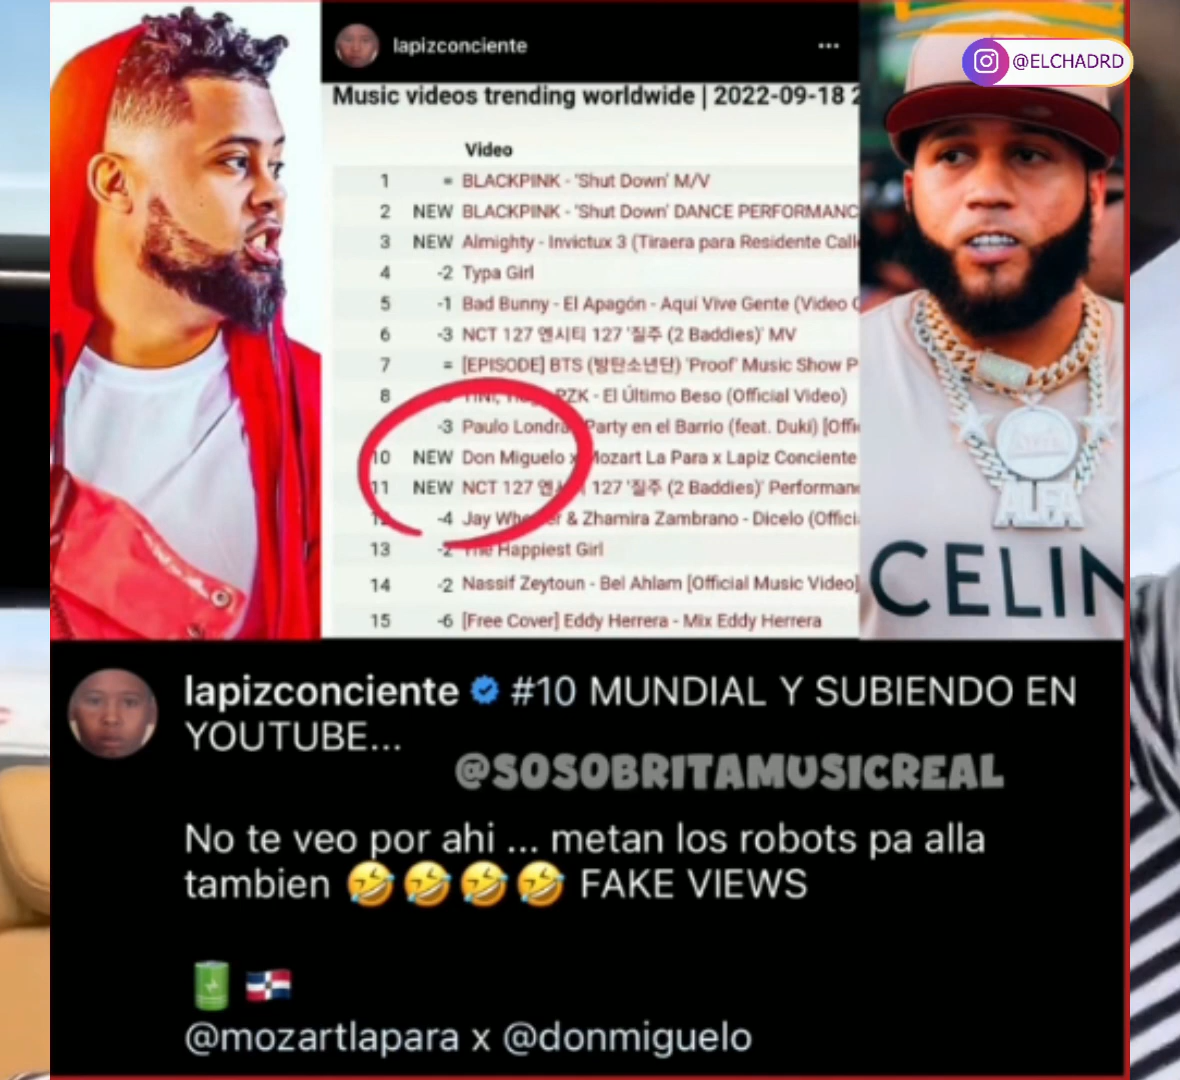 lapizconciente
@ELCHADRD
Music videos trending worldwide | 2022-09-18 2
Video
1 = BLACKPINK - 'Shut Down' M/V
2 NEW BLACKPINK - 'Shut Down' DANCE PERFORMANC
3 NEW Almighty - Invictux 3 (Tiraera para Residente Call
4 -2 Typa Girl
5 -1 Bad Bunny - El Apagón - Aquí Vive Gente (Video
6 -3 NCT 127 엔시티 127 '질주 (2 Baddies)' MV
7 = [EPISODE] BTS (방탄소년단) 'Proof' Music Show P
8 TINI, PZK - El Último Beso (Official Video)
-3 Paulo Londra Party en el Barrio (feat. Duki) [Offi
10 NEW Don Miguelo x Mozart La Para x Lapiz Conciente
11 NEW NCT 127 127 '질주 (2 Baddies)' Performan
12 -4 Jay Wheeler & Zhamira Zambrano - Dicelo (Offici
13 -2 The Happiest Girl
14 -2 Nassif Zeytoun - Bel Ahlam [Official Music Video]
15 -6 [Free Cover] Eddy Herrera - Mix Eddy Herrera
ALFA
CELIN
lapizconciente #10 MUNDIAL Y SUBIENDO EN
YOUTUBE...
@SOSOBRITAMUSICREAL
No te veo por ahi ... metan los robots pa alla
tambien 🤣🤣🤣🤣 FAKE VIEWS
🔋🇩🇴
@mozartlapara x @donmiguelo